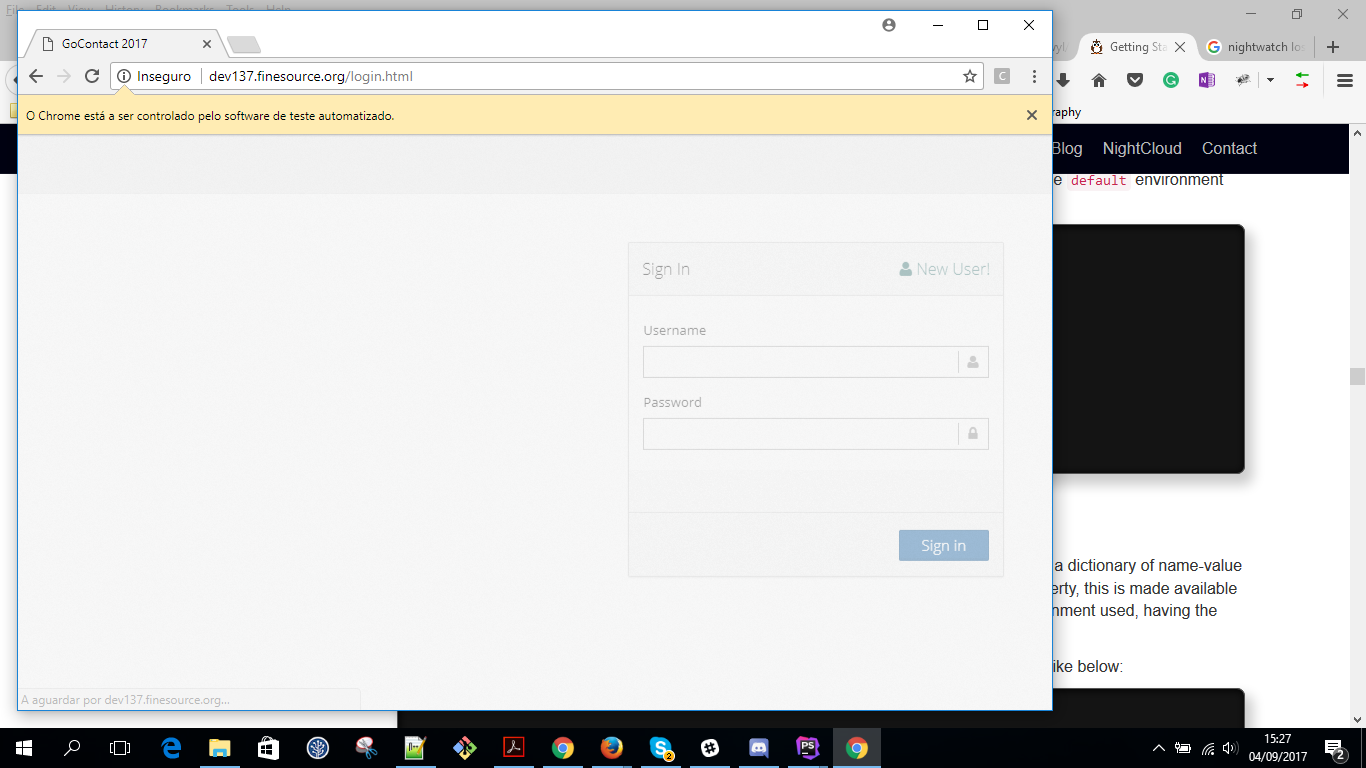 File Edit View History Bookmarks Tools Help
GoContact 2017
Getting Sta
nightwatch los
Inseguro
dev137.finesource.org/login.html
C
N
O Chrome está a ser controlado pelo software de teste automatizado.
raphy
Blog NightCloud Contact
e default environment
Sign In
New User!
Username
Password
Sign in
a dictionary of name-value
erty, this is made available
nment used, having the
ike below:
A aguardar por dev137.finesource.org...
2
PS
15:27
04/09/2017
2